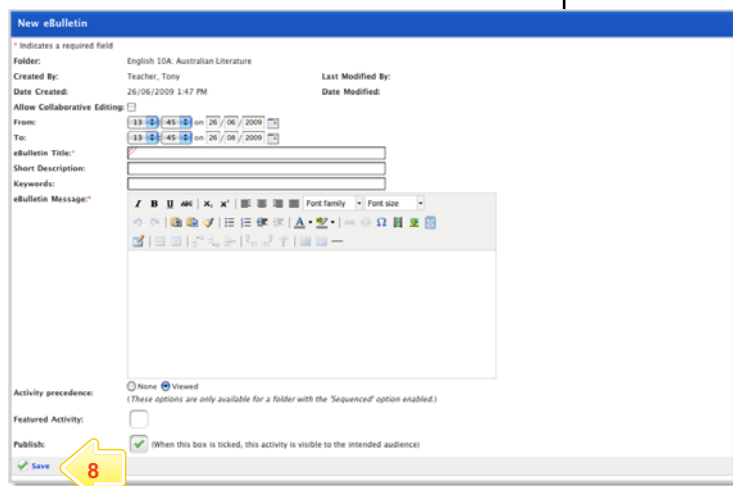 New eBulletin
* Indicates a required field
Folder: English 10A: Australian Literature
Created By: Teacher, Tony Last Modified By:
Date Created: 26/06/2009 1:47 PM Date Modified:
Allow Collaborative Editing:
From: 13 : 45 on 26 / 06 / 2009
To: 13 : 45 on 26 / 08 / 2009
eBulletin Title:*
Short Description:
Keywords:
eBulletin Message:*
I B U ABC X₂ X² Font family Font size
A Ω
Activity precedence: None Viewed
(These options are only available for a folder with the 'Sequenced' option enabled.)
Featured Activity:
Publish: (When this box is ticked, this activity is visible to the intended audience)
Save 8